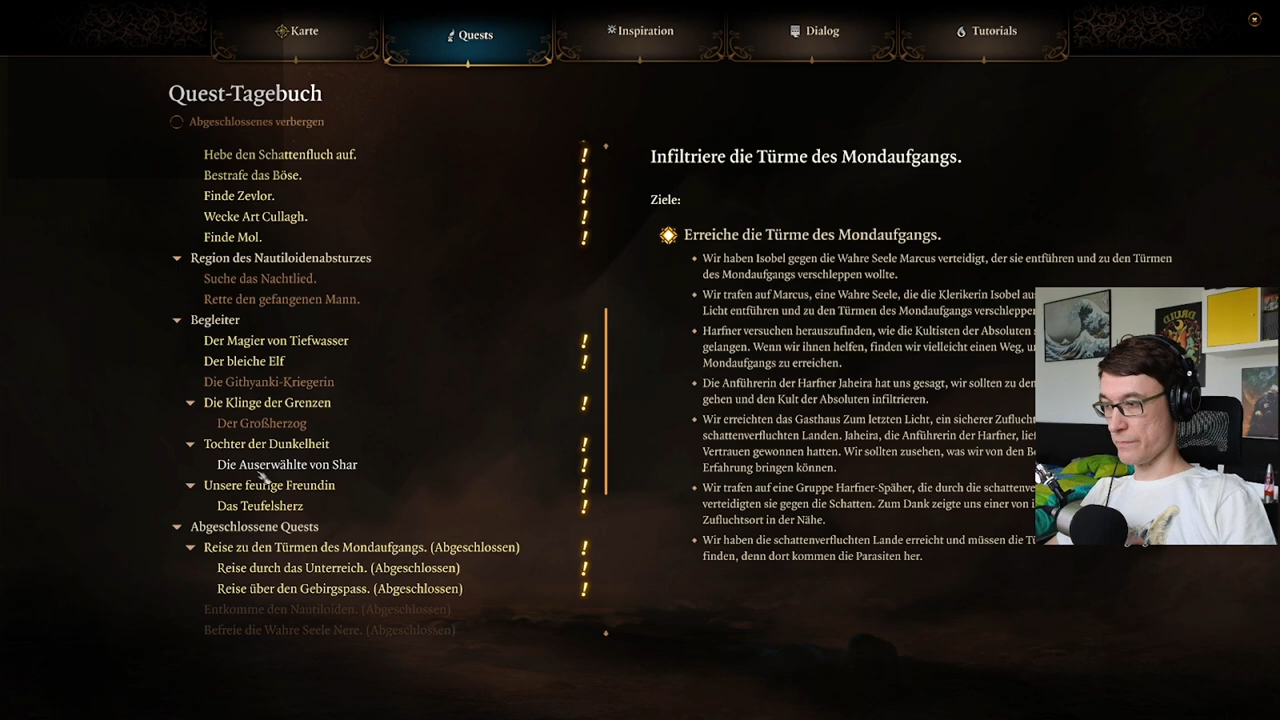 Karte
Quests
Inspiration
Dialog
Tutorials
Quest-Tagebuch
Abgeschlossenes verbergen
Hebe den Schattenfluch auf.
Bestrafe das Böse.
Finde Zevlor.
Wecke Art Cullagh.
Finde Mol.
Region des Nautiloidenabsturzes
Suche das Nachtlied.
Rette den gefangenen Mann.
Begleiter
Der Magier von Tiefwasser
Der bleiche Elf
Die Githyanki-Kriegerin
Die Klinge der Grenzen
Der Großherzog
Tochter der Dunkelheit
Die Auserwählte von Shar
Unsere feurige Freundin
Das Teufelsherz
Abgeschlossene Quests
Reise zu den Türmen des Mondaufgangs. (Abgeschlossen)
Reise durch das Unterreich. (Abgeschlossen)
Reise über den Gebirgspass. (Abgeschlossen)
Entkomme den Nautiloiden. (Abgeschlossen)
Befreie die Wahre Seele Nere. (Abgeschlossen)
Infiltriere die Türme des Mondaufgangs.
Ziele:
Erreiche die Türme des Mondaufgangs.
Wir haben Isobel gegen die Wahre Seele Marcus verteidigt, der sie entführen und zu den Türmen
des Mondaufgangs verschleppen wollte.
Wir trafen auf Marcus, eine Wahre Seele, die die Klerikerin Isobel
Licht entführen und zu den Türmen des Mondaufgangs verschleppen
Harfner versuchen herauszufinden, wie die Kultisten der Absoluten
gelangen. Wenn wir ihnen helfen, finden wir vielleicht einen Weg,
Mondaufgangs zu erreichen.
Die Anführerin der Harfner Jaheira hat uns gesagt, wir sollten zu den
gehen und den Kult der Absoluten infiltrieren.
Wir erreichten das Gasthaus Zum letzten Licht, ein sicherer
schattenverfluchten Landen. Jaheira, die Anführerin der Harfner,
Vertrauen gewonnen hatten. Wir sollten zusehen, was wir von den
Erfahrung bringen können.
Wir trafen auf eine Gruppe Harfner-Späher, die durch die
verteidigten sie gegen die Schatten. Zum Dank zeigte uns einer von
Zufluchtsort in der Nähe.
Wir haben die schattenverfluchten Lande erreicht und müssen die
finden, denn dort kommen die Parasiten her.